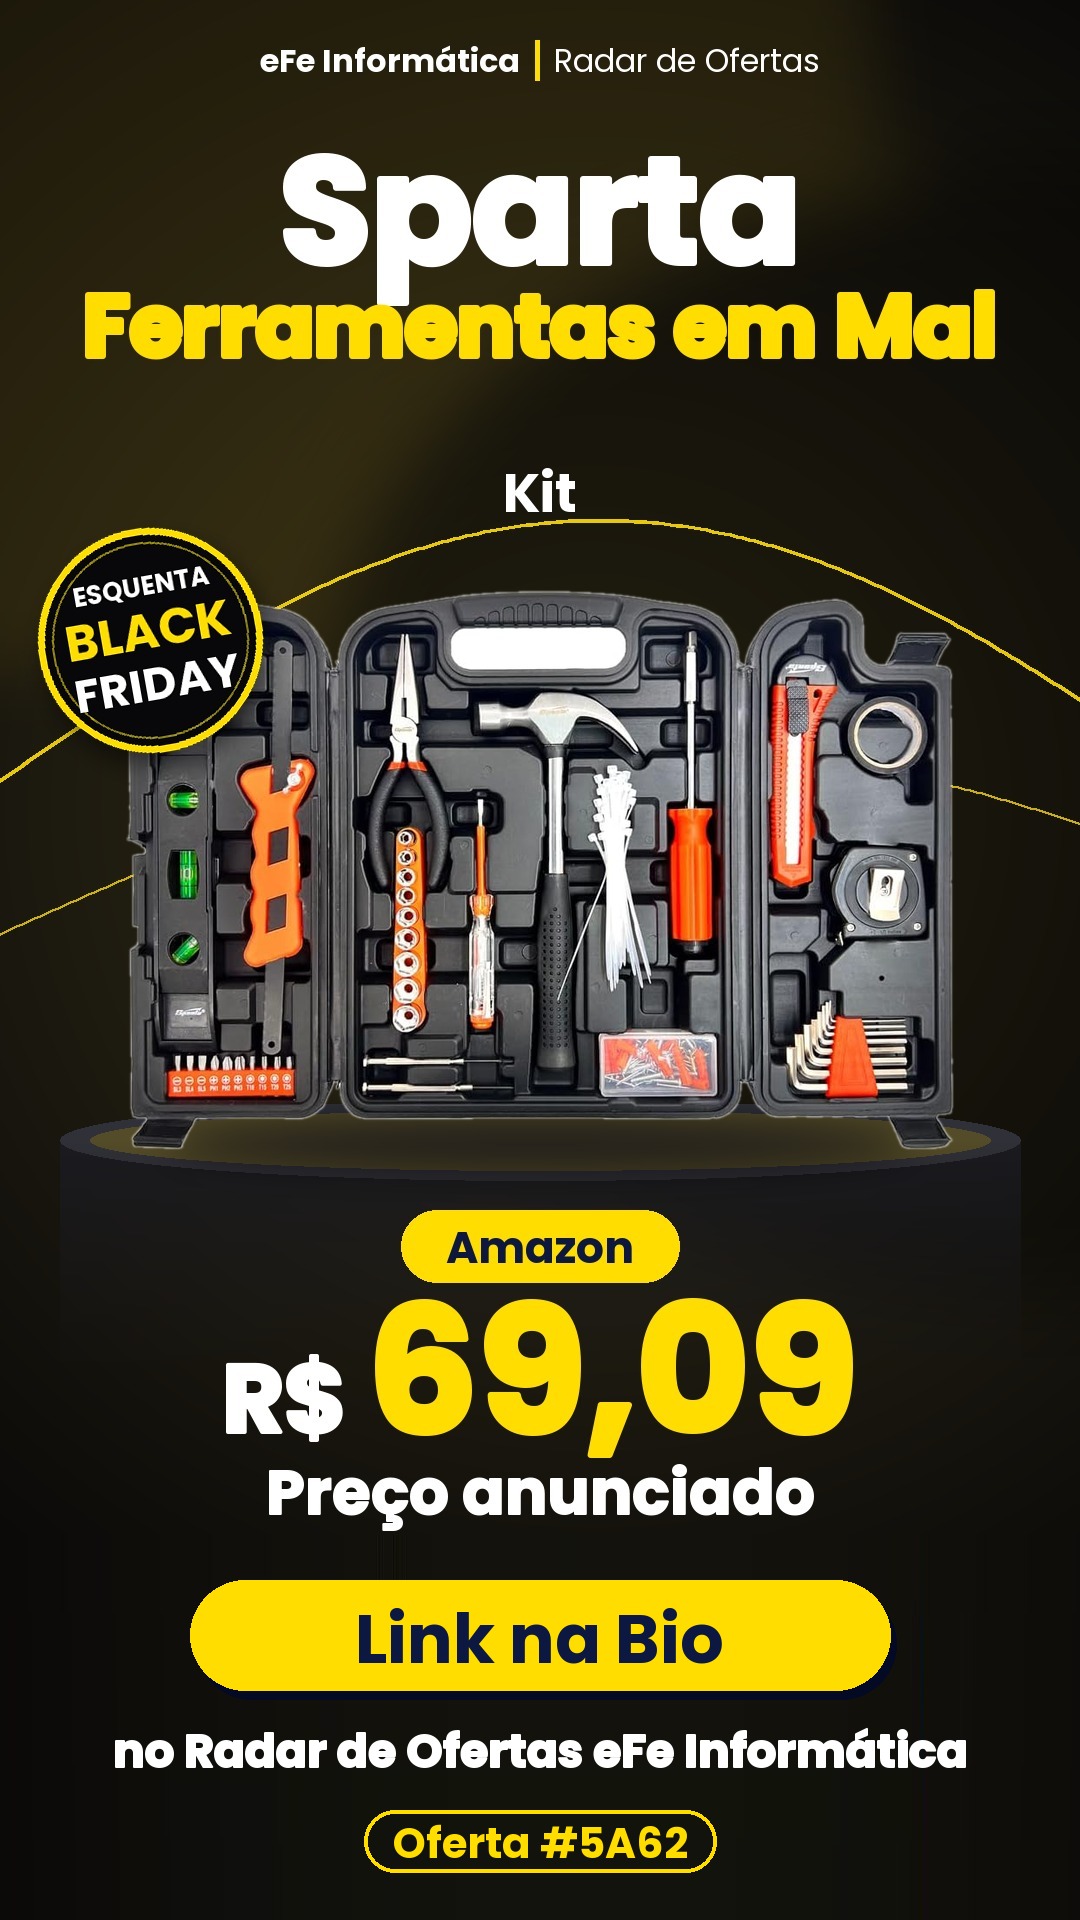 eFe Informática | Radar de Ofertas
Sparta
Ferramentas em Mal
Kit
ESQUENTA
BLACK
FRIDAY
Amazon
R$ 69,09
Preço anunciado
Link na Bio
no Radar de Ofertas eFe Informática
Oferta #5A62